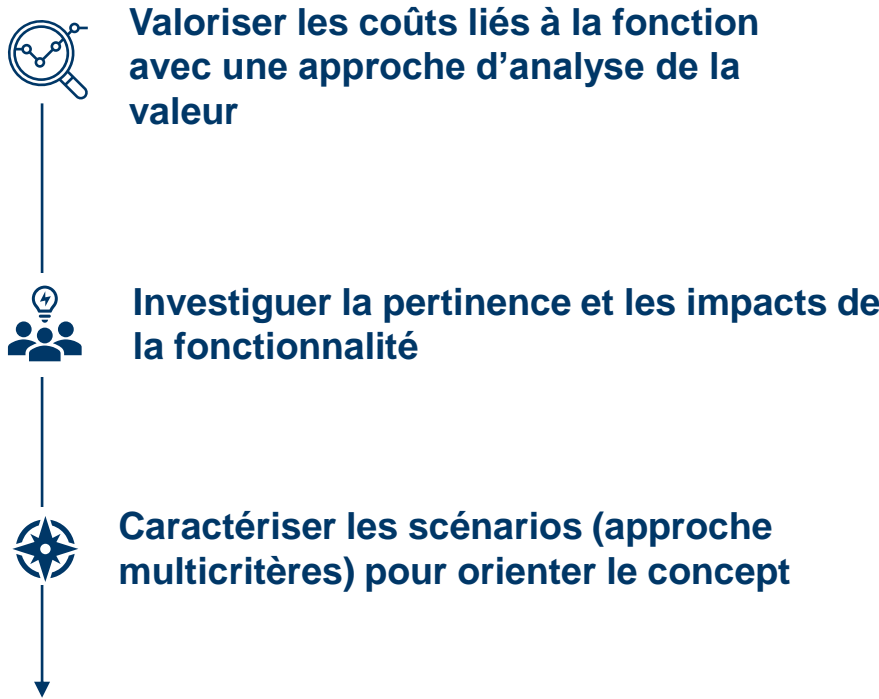 Valoriser les coûts liés à la fonction
avec une approche d’analyse de la
valeur
Investiguer la pertinence et les impacts de
la fonctionnalité
Caractériser les scénarios (approche
multicritères) pour orienter le concept